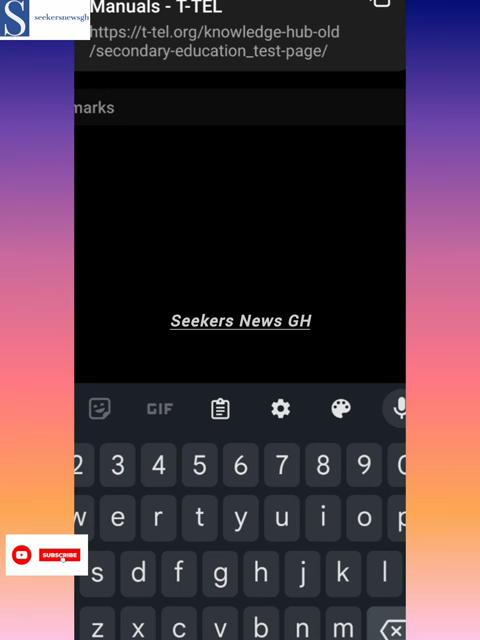 S
seekersnewsgh
Manuals - T-TEL
https://t-tel.org/knowledge-hub-old
/secondary-education_test-page/
marks
Seekers News GH
GIF
2 3 4 5 6 7 8 9 0
w e r t y u i o p
SUBSCRIBE
s d f g h j k l
z x c v b n m